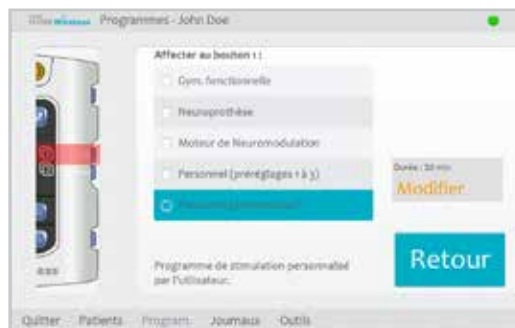 Wireless Programmes - John Doe
Affecter au bouton 1 :
Gym. fonctionnelle
Neuroprothèse
Moteur de Neuromodulation
Personnel (préréglages 1 à 3)
Durée : 30 min
Modifier
Programme de stimulation personnalisé
par l'utilisateur.
Retour
Quitter Patients Program. Journaux Outils